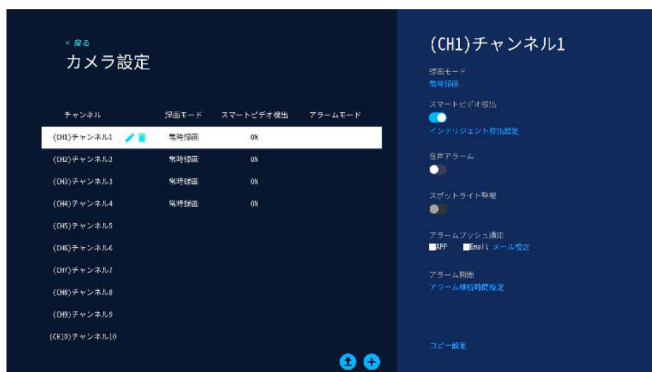 < 戻る
カメラ設定
チャンネル 録画モード スマートビデオ検出 アラームモード
(CH1)チャンネル1 常時録画 ON
(CH2)チャンネル2 常時録画 ON
(CH3)チャンネル3 常時録画 ON
(CH4)チャンネル4 常時録画 ON
(CH5)チャンネル5
(CH6)チャンネル6
(CH7)チャンネル7
(CH8)チャンネル8
(CH9)チャンネル9
(CH10)チャンネル10
(CH1)チャンネル1
録画モード
常時録画
スマートビデオ検出
インテリジェント検出設定
音声アラーム
スポットライト警報
アラームプッシュ通知
APP Email メール設定
アラーム期間
アラーム継続時間設定
コピー設定